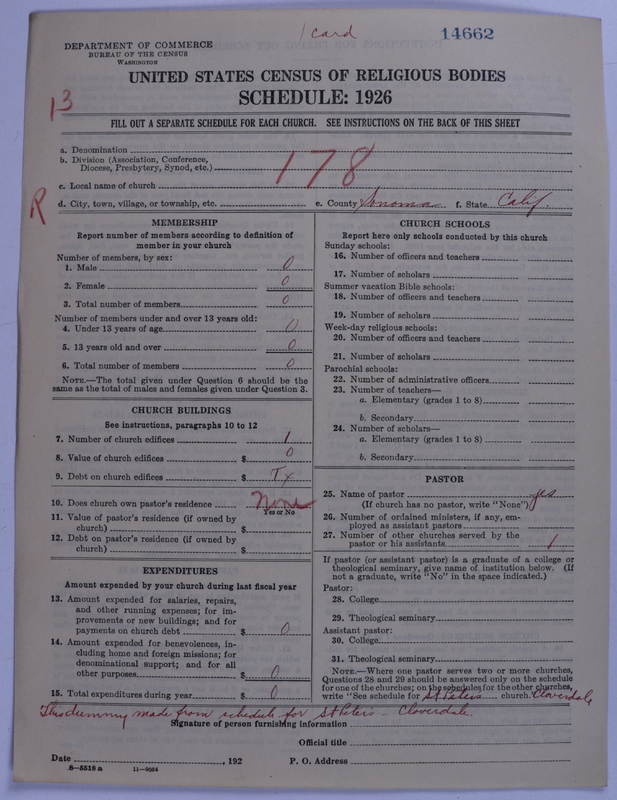 1 card
14662
DEPARTMENT OF COMMERCE
BUREAU OF THE CENSUS
WASHINGTON
UNITED STATES CENSUS OF RELIGIOUS BODIES
SCHEDULE: 1926
13
FILL OUT A SEPARATE SCHEDULE FOR EACH CHURCH. SEE INSTRUCTIONS ON THE BACK OF THIS SHEET
a. Denomination
b. Division (Association, Conference,
Diocese, Presbytery, Synod, etc.)
178
c. Local name of church
R
d. City, town, village, or township, etc. e. County Sonoma f. State Calif.
MEMBERSHIP
Report number of members according to definition of
member in your church
Number of members, by sex:
1. Male 0
2. Female 0
3. Total number of members 0
Number of members under and over 13 years old:
4. Under 13 years of age 0
5. 13 years old and over 0
6. Total number of members 0
NOTE.—The total given under Question 6 should be the
same as the total of males and females given under Question 3.
CHURCH BUILDINGS
See instructions, paragraphs 10 to 12
7. Number of church edifices 1
8. Value of church edifices $ 0
9. Debt on church edifices $ Tx
10. Does church own pastor's residence None
Yes or No
11. Value of pastor's residence (if owned by
church) $
12. Debt on pastor's residence (if owned by
church) $
EXPENDITURES
Amount expended by your church during last fiscal year
13. Amount expended for salaries, repairs,
and other running expenses; for im-
provements or new buildings; and for
payments on church debt $ 0
14. Amount expended for benevolences, in-
cluding home and foreign missions; for
denominational support; and for all
other purposes $ 0
15. Total expenditures during year $ 0
CHURCH SCHOOLS
Report here only schools conducted by this church
Sunday schools:
16. Number of officers and teachers
17. Number of scholars
Summer vacation Bible schools:
18. Number of officers and teachers
19. Number of scholars
Week-day religious schools:
20. Number of officers and teachers
21. Number of scholars
Parochial schools:
22. Number of administrative officers
23. Number of teachers—
a. Elementary (grades 1 to 8)
b. Secondary
24. Number of scholars—
a. Elementary (grades 1 to 8)
b. Secondary
PASTOR
25. Name of pastor yes
(If church has no pastor, write "None")
26. Number of ordained ministers, if any, em-
ployed as assistant pastors
27. Number of other churches served by the
pastor or his assistants 1
If pastor (or assistant pastor) is a graduate of a college or
theological seminary, give name of institution below. (If
not a graduate, write "No" in the space indicated.)
Pastor:
28. College
29. Theological seminary
Assistant pastor:
30. College
31. Theological seminary
NOTE.—Where one pastor serves two or more churches,
Questions 28 and 29 should be answered only on the schedule
for one of the churches; on the schedules for the other churches,
write "See schedule for St Peters church. Cloverdale
This dummy made from schedule for St Peter's - Cloverdale.
Signature of person furnishing information
Official title
Date , 192 P. O. Address
8—5518 a 11—9034